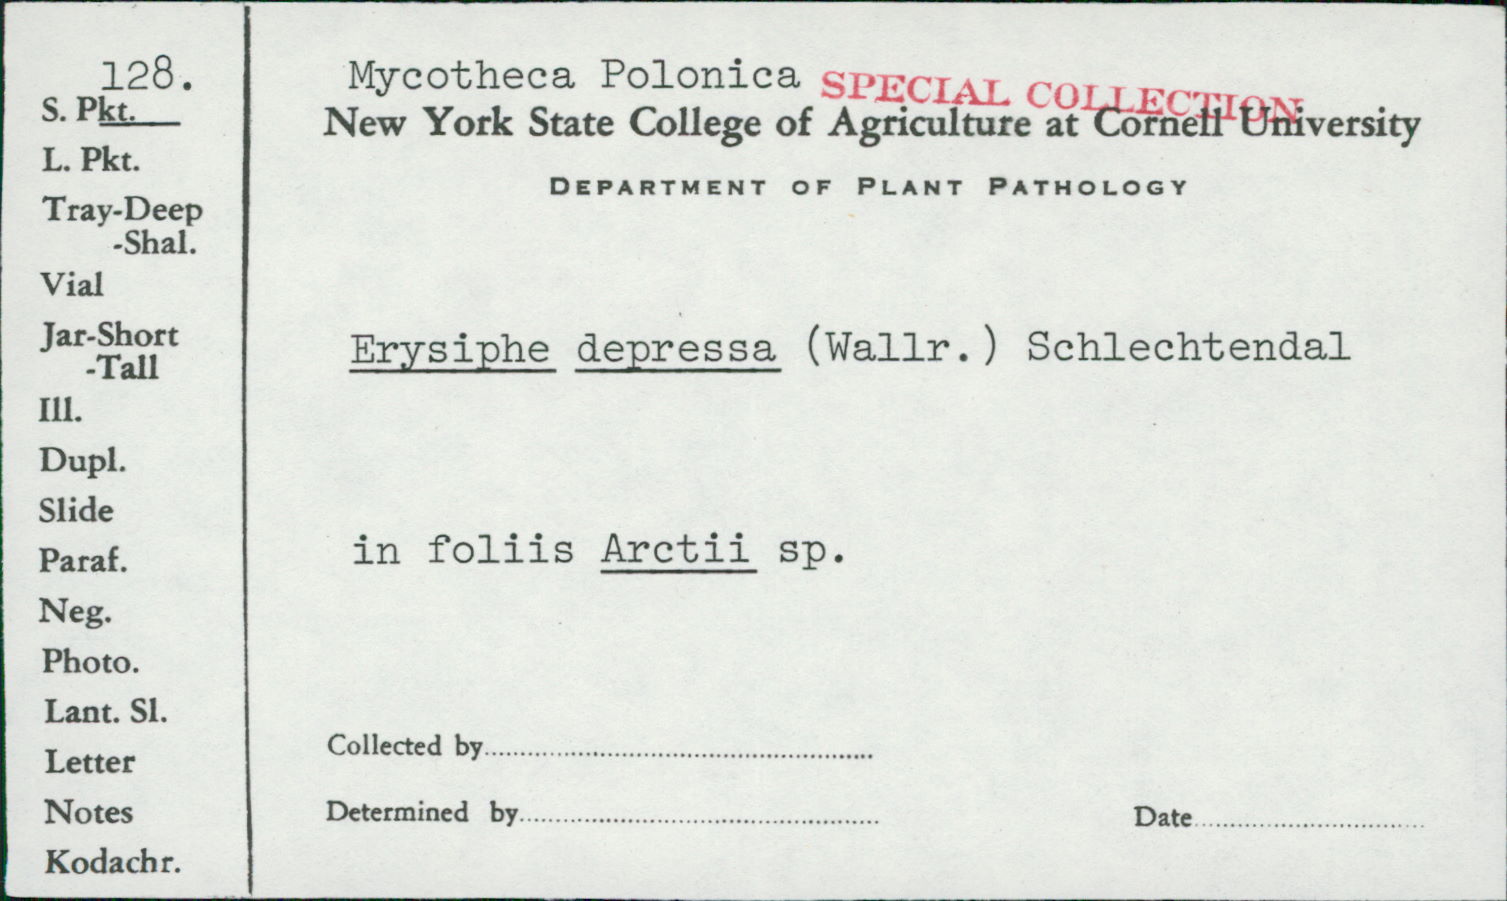 128.
S. Pkt.
L. Pkt.
Tray-Deep
-Shal.
Vial
Jar-Short
-Tall
Ill.
Dupl.
Slide
Paraf.
Neg.
Photo.
Lant. Sl.
Letter
Notes
Kodachr.
Mycotheca Polonica SPECIAL COLLECTION
New York State College of Agriculture at Cornell University
DEPARTMENT OF PLANT PATHOLOGY
Erysiphe depressa (Wallr.) Schlechtendal
in foliis Arctii sp.
Collected by
Determined by
Date